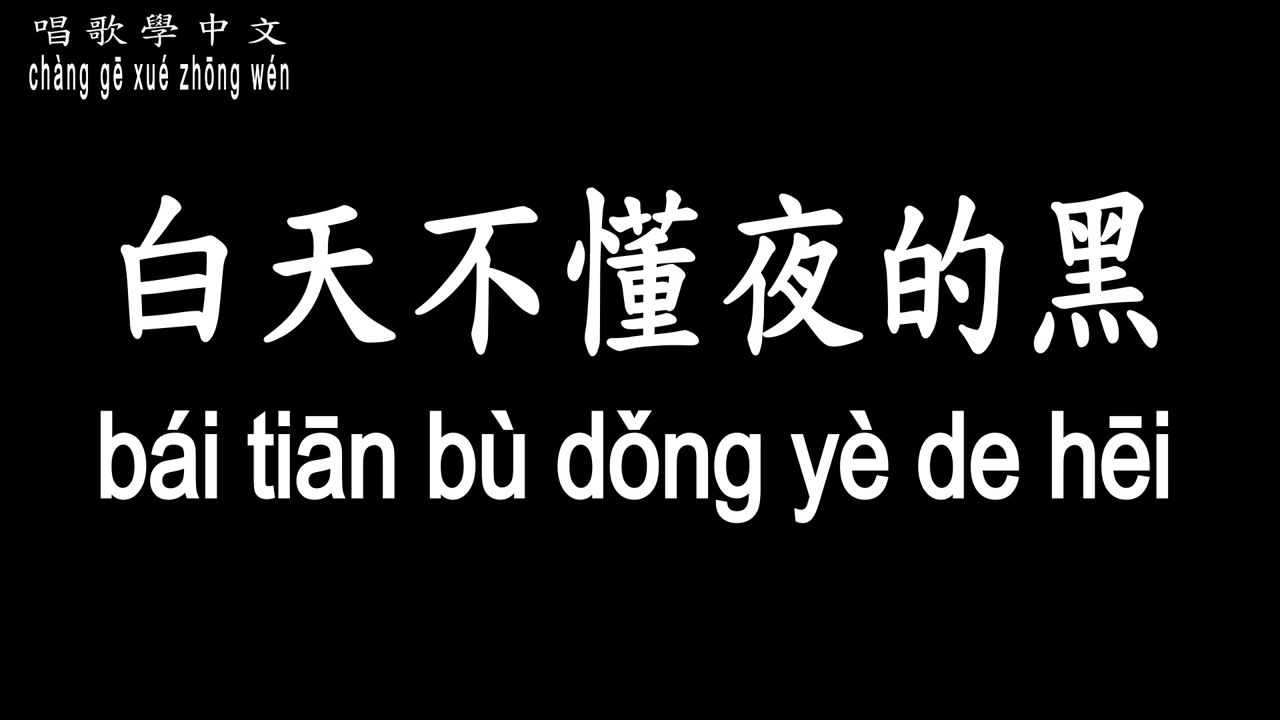 唱歌學中文
chàng gē xué zhōng wén
白天不懂夜的黑
bái tiān bù dǒng yè de hēi